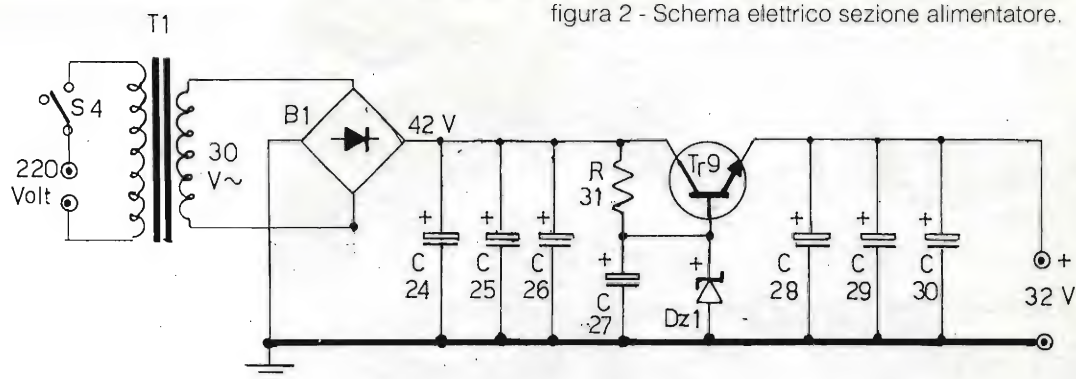 figura 2 - Schema elettrico sezione alimentatore.
T1
S4
220
Volt
30
V~
B1
42 V
+
C
24
+
C
25
+
C
26
R
31
+
C
27
Tr9
+
Dz1
+
C
28
+
C
29
+
C
30
+
32 V